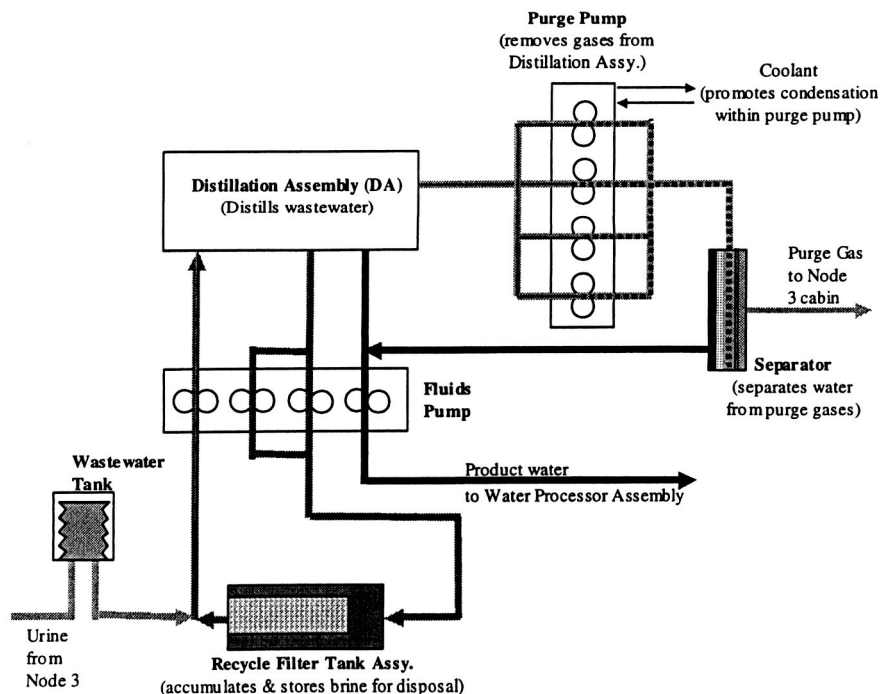 Purge Pump
(removes gases from
Distillation Assy.)
Coolant
(promotes condensation
within purge pump)
Distillation Assembly (DA)
(Distills wastewater)
Purge Gas
to Node
3 cabin
Separator
(separates water
from purge gases)
Fluids
Pump
Wastewater
Tank
Product water
to Water Processor Assembly
Urine
from
Node 3
Recycle Filter Tank Assy.
(accumulates & stores brine for disposal)